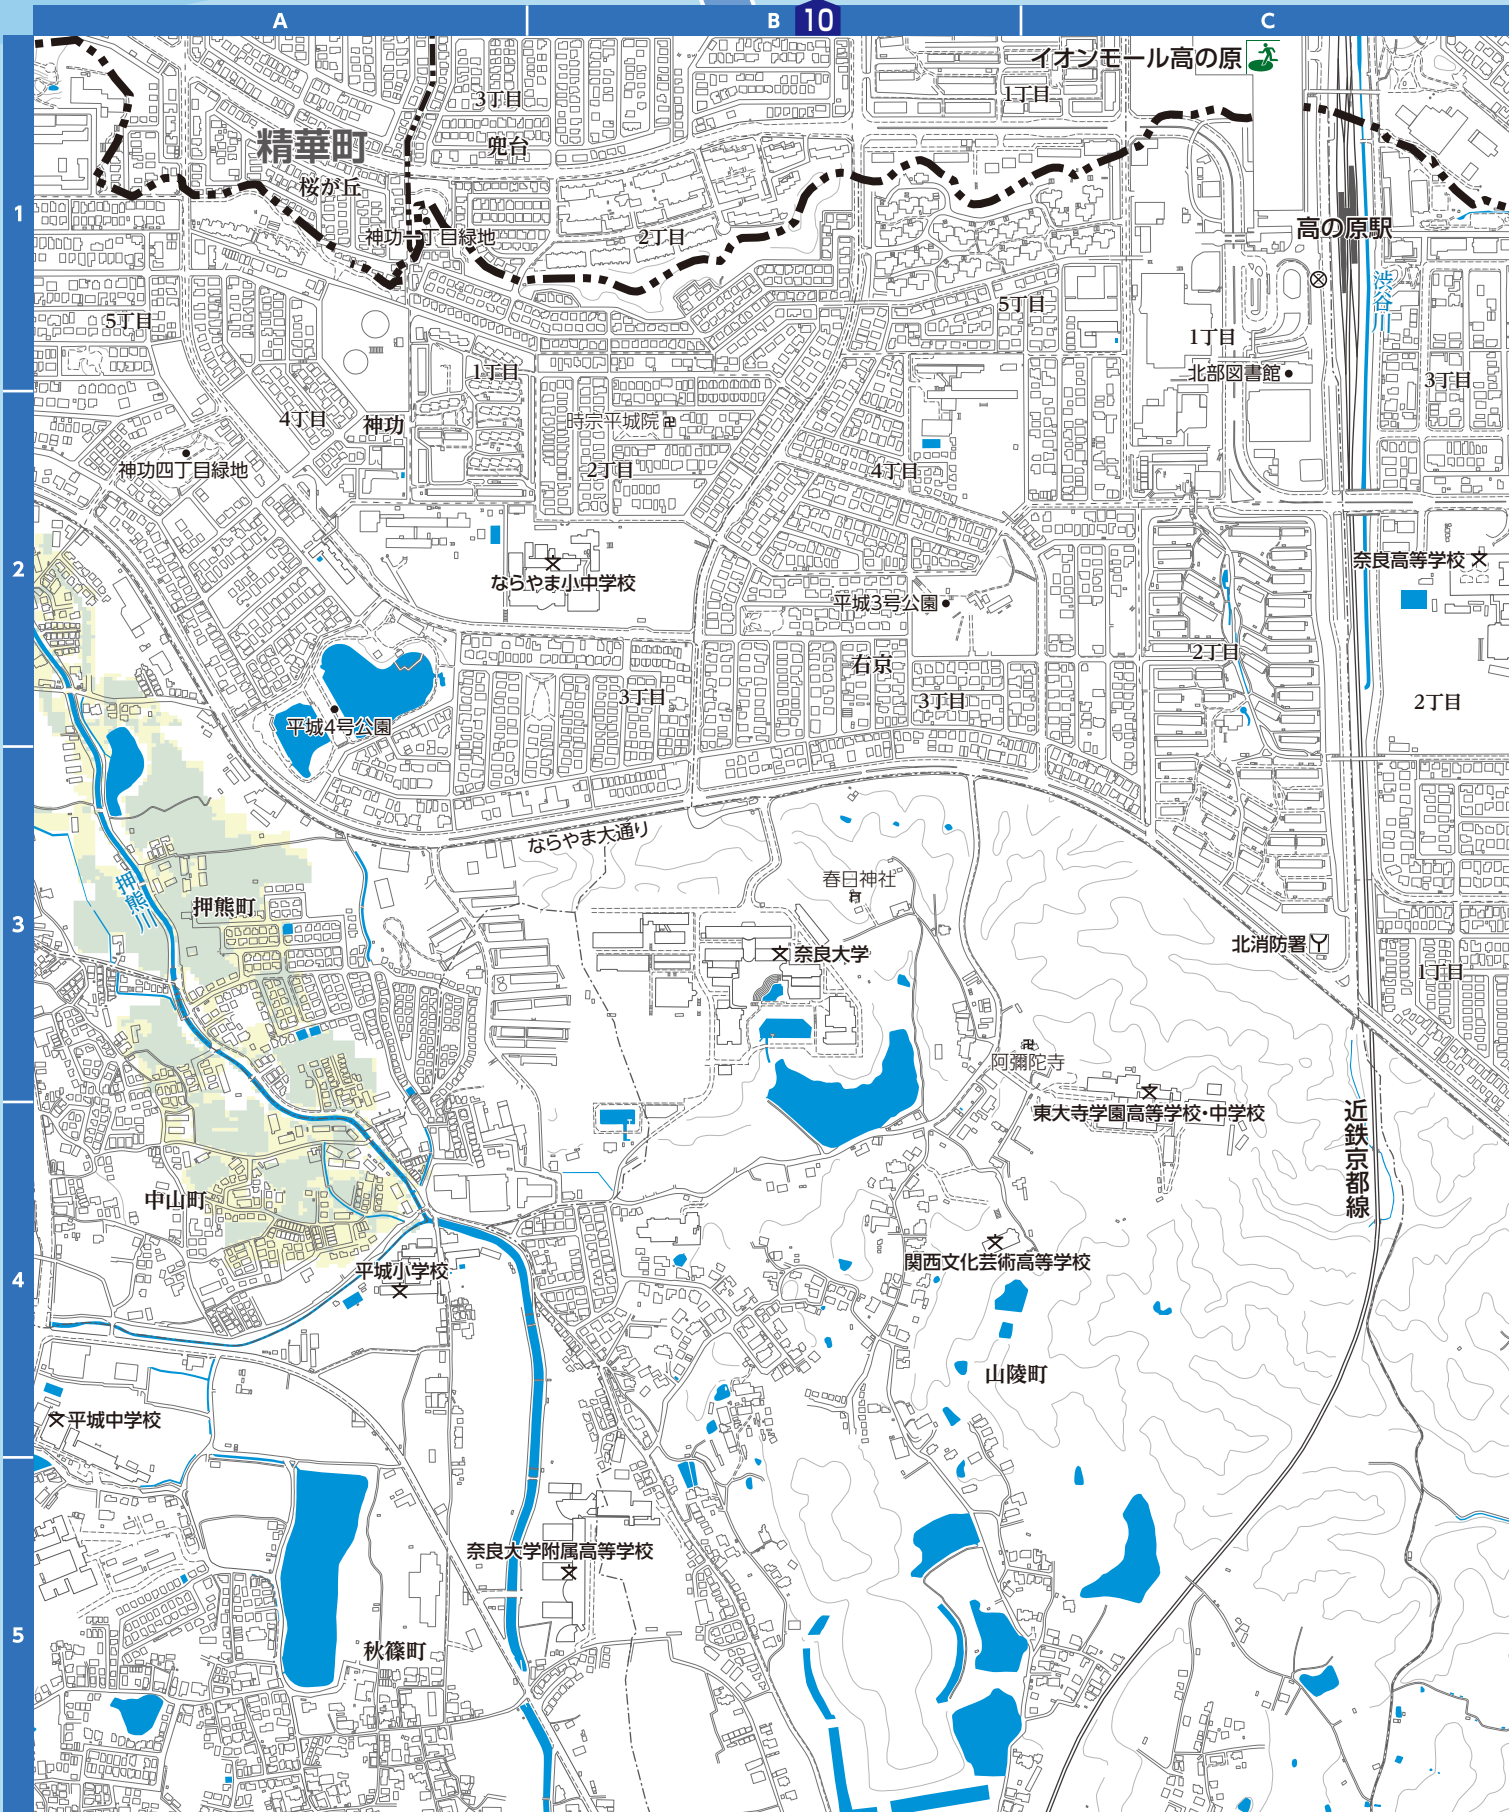 A
B
10
C
イオンモール高の原
3丁目
1丁目
精華町
兜台
桜が丘
1
神功一丁目緑地
2丁目
高の原駅
渋谷川
5丁目
5丁目
1丁目
1丁目
北部図書館
3丁目
4丁目
神功
時宗平城院
神功四丁目緑地
2丁目
4丁目
2
ならやま小中学校
奈良高等学校
平城3号公園
右京
2丁目
3丁目
3丁目
2丁目
平城4号公園
ならやま大通り
春日神社
押熊川
押熊町
3
奈良大学
北消防署
1丁目
阿彌陀寺
東大寺学園高等学校・中学校
近鉄京都線
中山町
関西文化芸術高等学校
平城小学校
4
山陵町
平城中学校
奈良大学附属高等学校
5
秋篠町